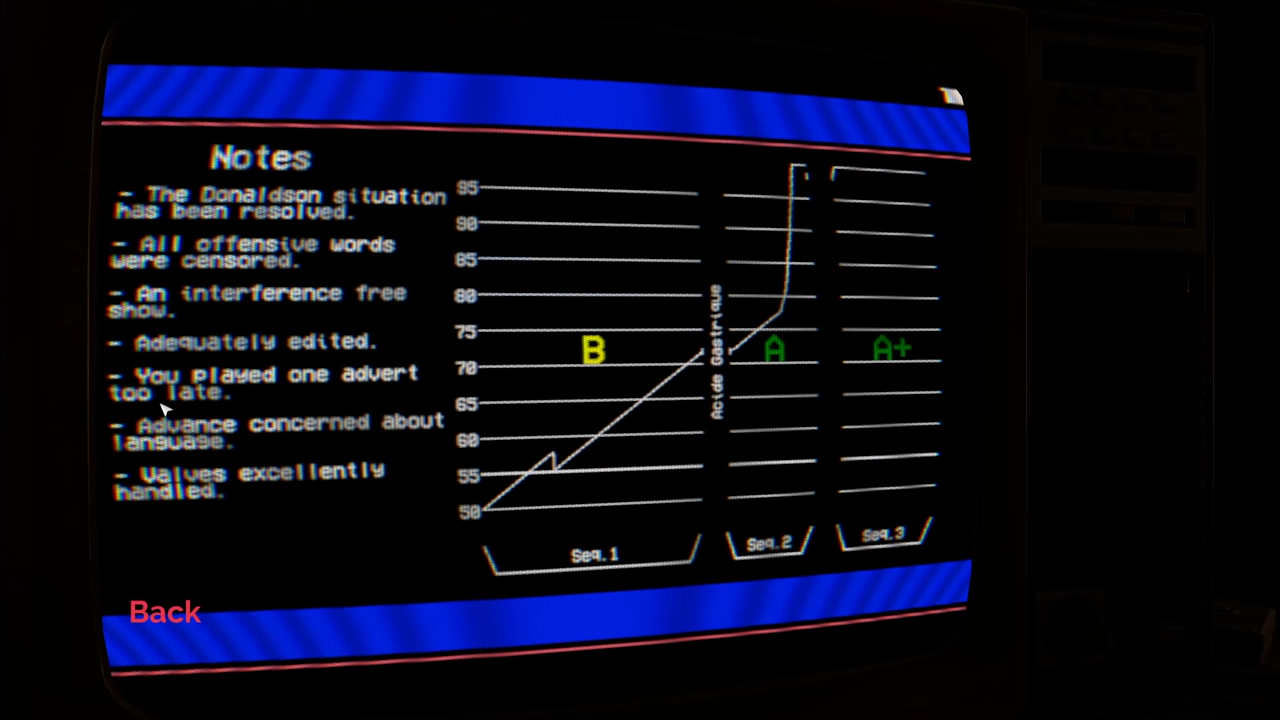 Notes
- The Donaldson situation
has been resolved.
- All offensive words
were censored.
- An interference free
show.
- Adequately edited.
- You played one advert
too late.
- Advance concerned about
language.
- Valves excellently
handled.
95
90
85
80
75
70
65
60
55
50
B
Acide Gastrique
A
A+
Seq.1
Seq.2
Seq.3
Back